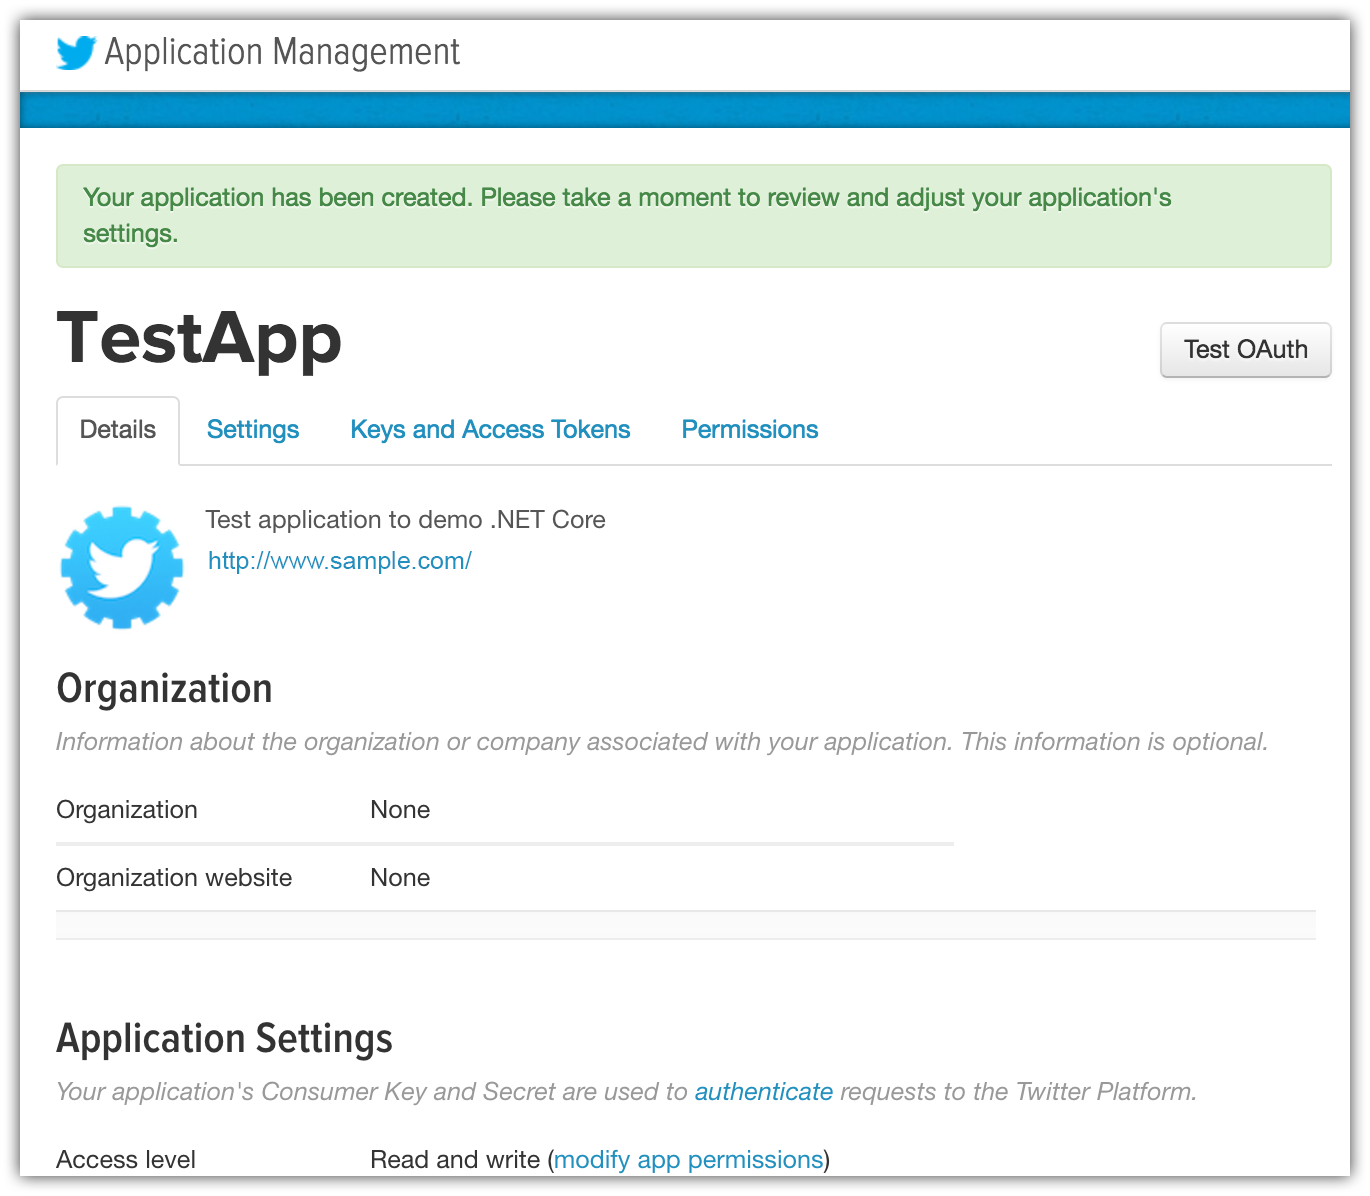 Application Management
Your application has been created. Please take a moment to review and adjust your application's
settings.
TestApp
Test OAuth
Details Settings Keys and Access Tokens Permissions
Test application to demo .NET Core
http://www.sample.com/
Organization
Information about the organization or company associated with your application. This information is optional.
Organization None
Organization website None
Application Settings
Your application's Consumer Key and Secret are used to authenticate requests to the Twitter Platform.
Access level Read and write (modify app permissions)